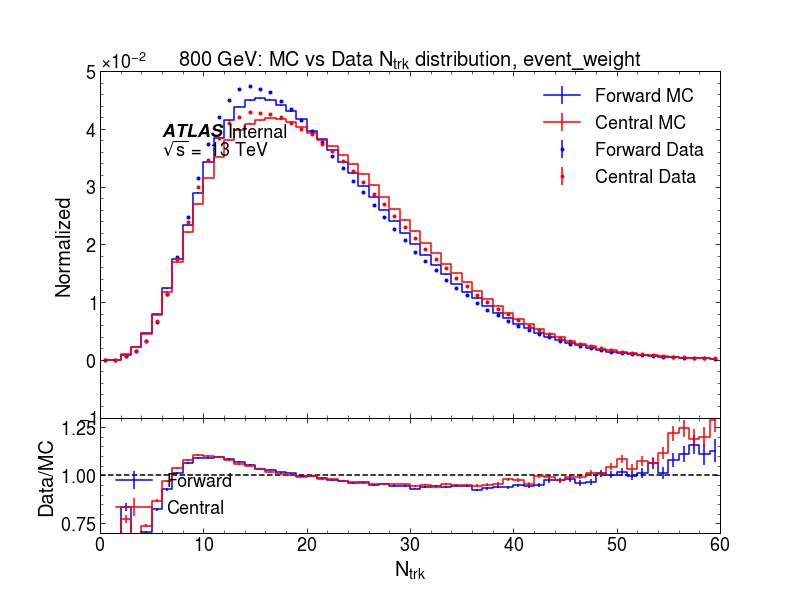 ×10⁻² 800 GeV: MC vs Data Nₜᵣₖ distribution, event_weight
5
Forward MC
Central MC
4
ATLAS Internal
√s = 13 TeV
Forward Data
Central Data
3
Normalized
2
1
0
−1
1.25
1.00
Data/MC
Forward
Central
0.75
0 10 20 30 40 50 60
Nₜᵣₖ